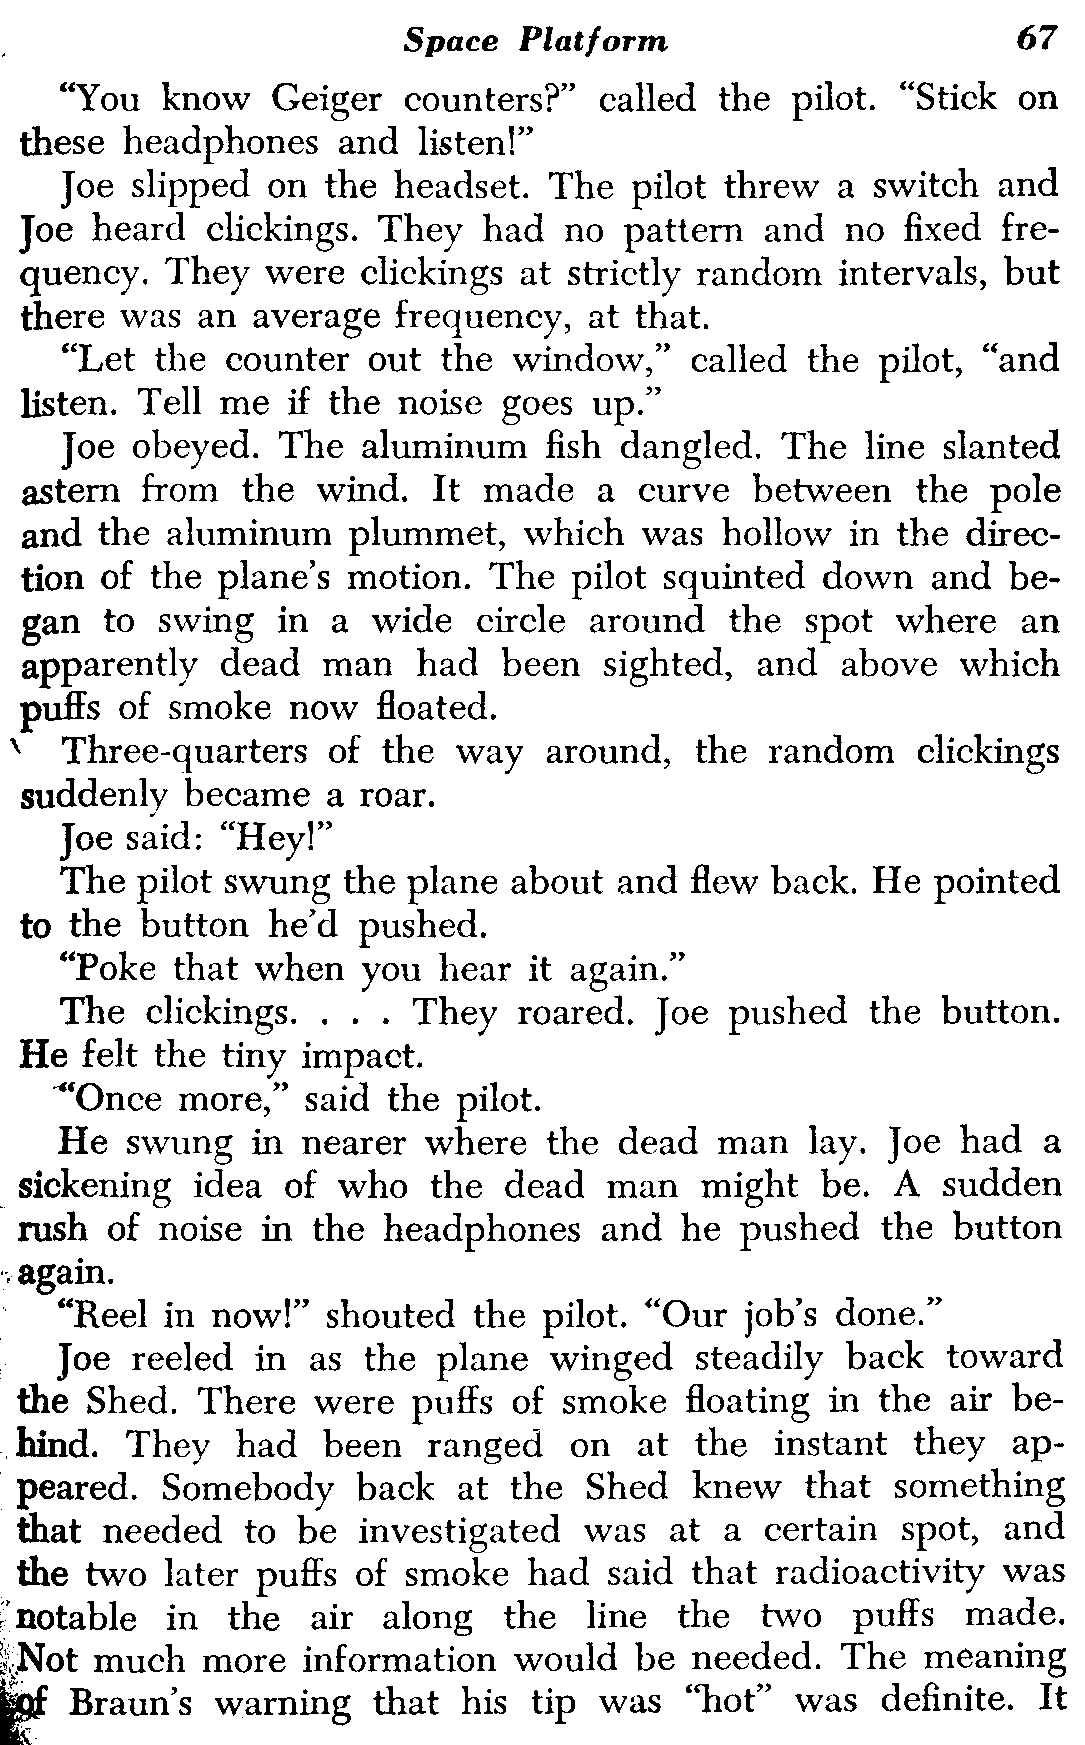 Space Platform 67
“You know Geiger counters?” called the pilot. “Stick on
these headphones and listen!”
Joe slipped on the headset. The pilot threw a switch and
Joe heard clickings. They had no pattern and no fixed fre-
quency. They were clickings at strictly random intervals, but
there was an average frequency, at that.
“Let the counter out the window,” called the pilot, “and
listen. Tell me if the noise goes up.”
Joe obeyed. The aluminum fish dangled. The line slanted
astern from the wind. It made a curve between the pole
and the aluminum plummet, which was hollow in the direc-
tion of the plane’s motion. The pilot squinted down and be-
gan to swing in a wide circle around the spot where an
apparently dead man had been sighted, and above which
puffs of smoke now floated.
Three-quarters of the way around, the random clickings
suddenly became a roar.
Joe said: “Hey!”
The pilot swung the plane about and flew back. He pointed
to the button he’d pushed.
“Poke that when you hear it again.”
The clickings. . . . They roared. Joe pushed the button.
He felt the tiny impact.
“Once more,” said the pilot.
He swung in nearer where the dead man lay. Joe had a
sickening idea of who the dead man might be. A sudden
rush of noise in the headphones and he pushed the button
again.
“Reel in now!” shouted the pilot. “Our job’s done.”
Joe reeled in as the plane winged steadily back toward
the Shed. There were puffs of smoke floating in the air be-
hind. They had been ranged on at the instant they ap-
peared. Somebody back at the Shed knew that something
that needed to be investigated was at a certain spot, and
the two later puffs of smoke had said that radioactivity was
notable in the air along the line the two puffs made.
Not much more information would be needed. The meaning
of Braun’s warning that his tip was “hot” was definite. It